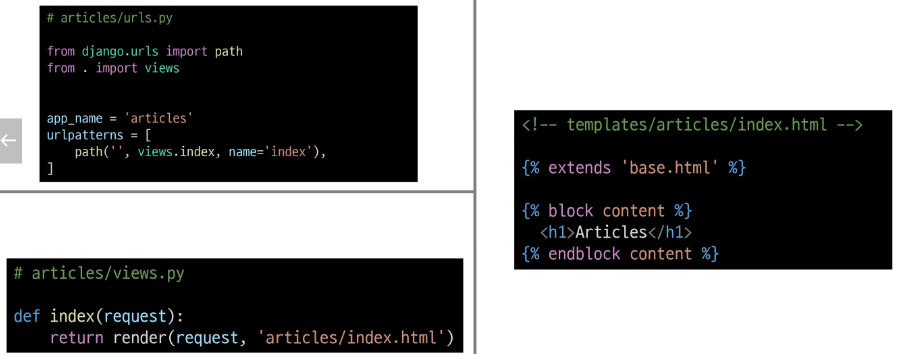 # articles/urls.py
from django.urls import path
from . import views
app_name = 'articles'
urlpatterns = [
    path('', views.index, name='index'),
]
# articles/views.py
def index(request):
    return render(request, 'articles/index.html')
<!-- templates/articles/index.html -->
{% extends 'base.html' %}
{% block content %}
  <h1>Articles</h1>
{% endblock content %}